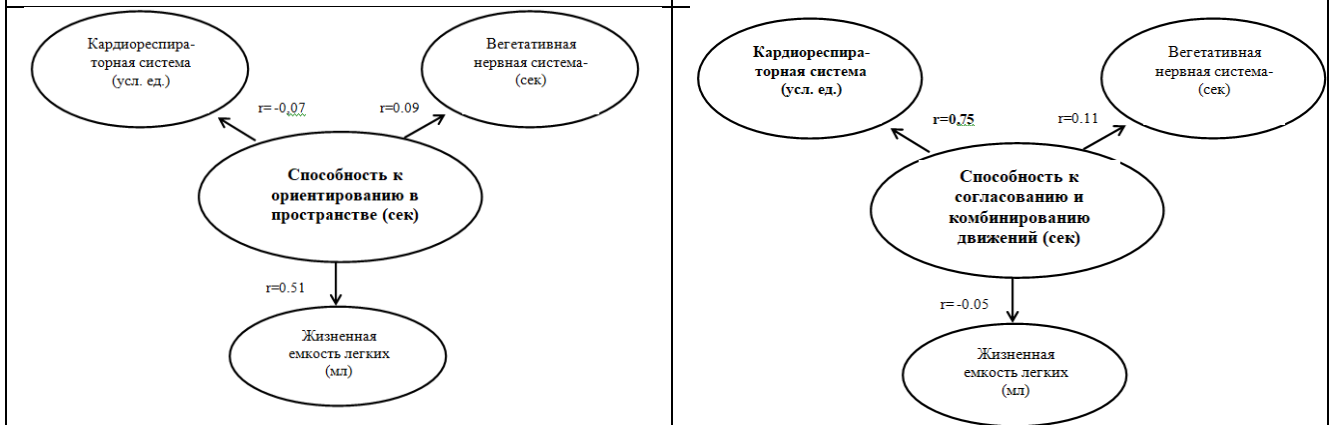 Кардиореспира-
торная система
(усл. ед.)
Вегетативная
нервная система-
(сек)
r= -0,07
r=0.09
Способность к
ориентированию в
пространстве (сек)
r=0.51
Жизненная
емкость легких
(мл)
Кардиореспира-
торная система
(усл. ед.)
Вегетативная
нервная система-
(сек)
r=0,75
r=0.11
Способность к
согласованию и
комбинированию
движений (сек)
r= -0.05
Жизненная
емкость легких
(мл)